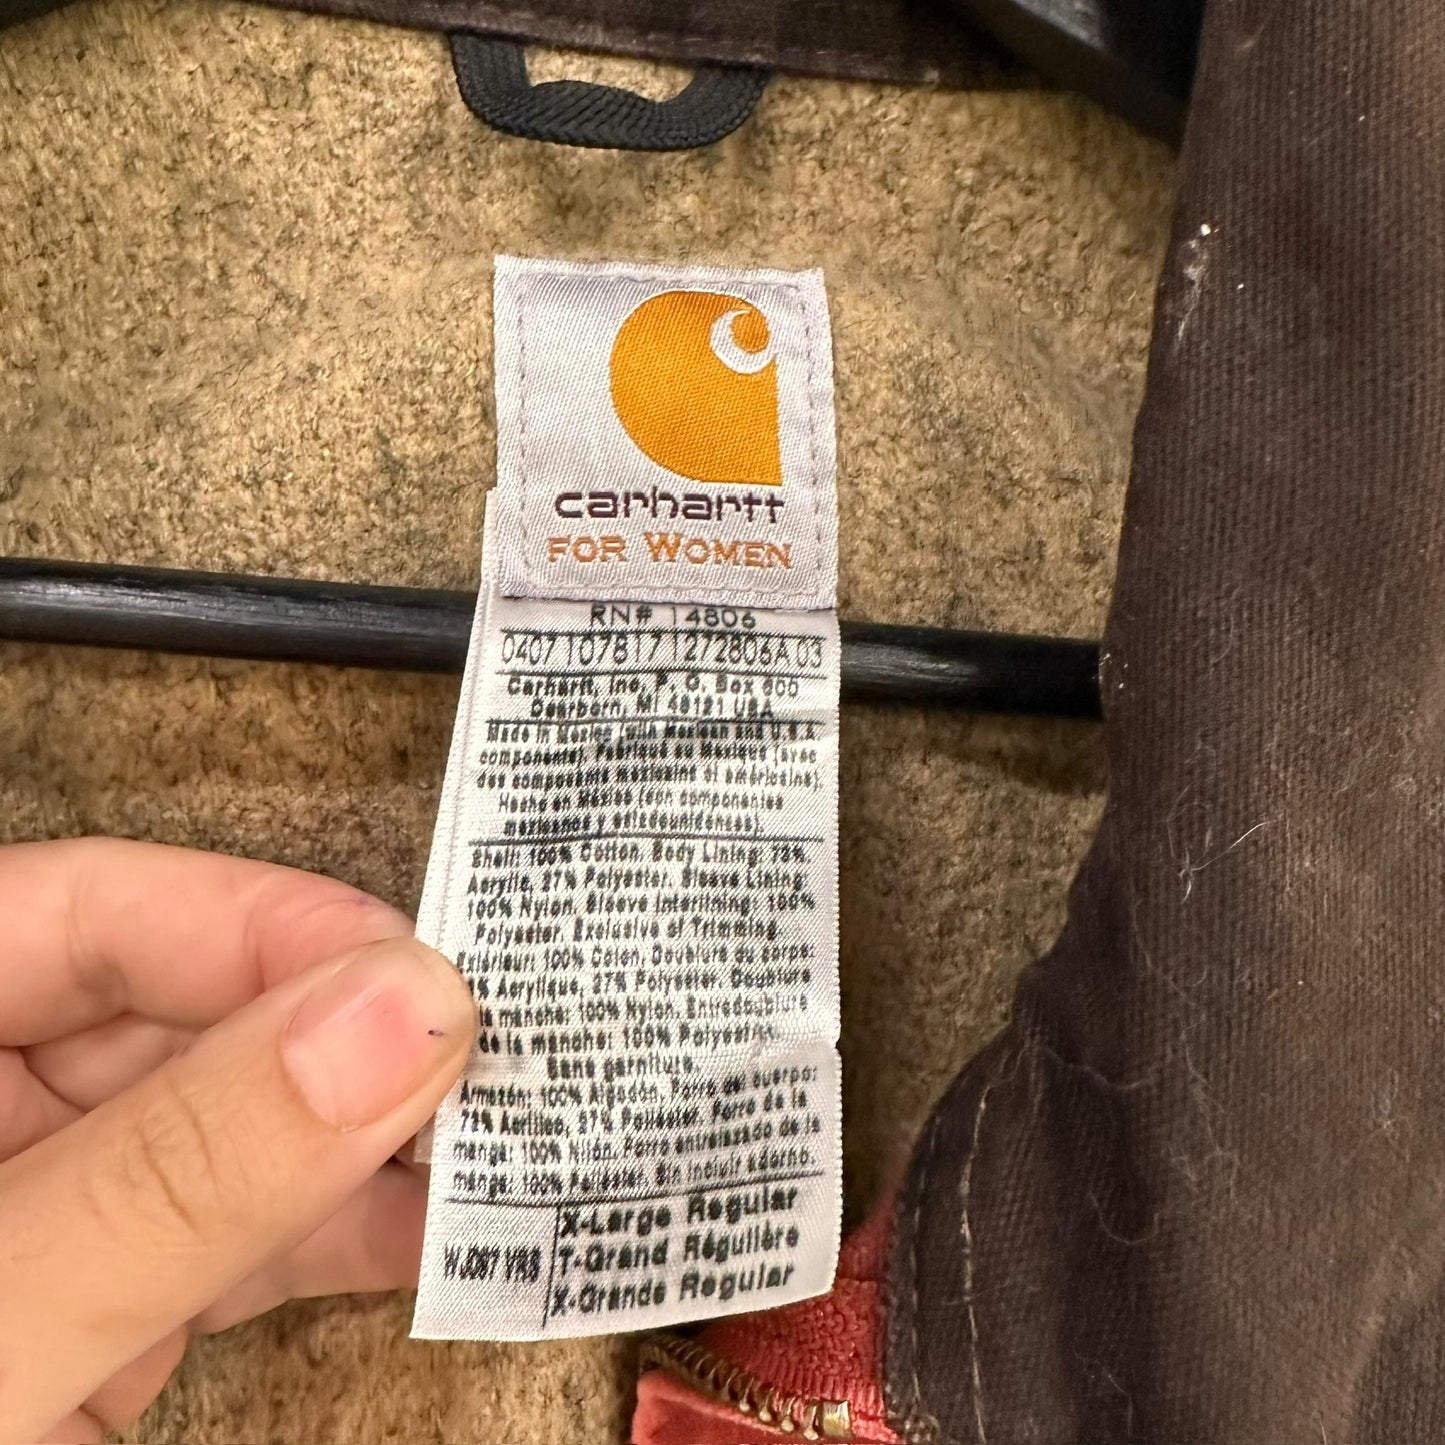 carhartt
FOR WOMEN
RN# 14806
0407 107817 1272806A 03
Carhartt, Inc, P. O. Box 600
Dearborn, MI 48121 USA
Made in Mexico (with Mexican and U.S.
components). Fabriqué au Mexique (avec
des composants mexicains et américains).
Hecho en México (con componentes
mexicanos y estadounidenses).
Shell: 100% Cotton. Body Lining: 73%
Acrylic, 27% Polyester. Sleeve Lining:
100% Nylon. Sleeve Interlining: 100%
Polyester. Exclusive of Trimming.
Extérieur: 100% Coton. Doublure du corps:
% Acrylique, 27% Polyester. Doublure
la manche: 100% Nylon. Entredoublure
de la manche: 100% Polyester.
Sans garniture.
Armazón: 100% Algodón. Forro del cuerpo:
73% Acrílico, 27% Poliéster. Forro de la
manga: 100% Nilón. Forro entrelazado de la
manga: 100% Poliéster. Sin incluir adorno.
X-Large Regular
WJ097 VRS T-Grand Régulière
X-Grande Regular